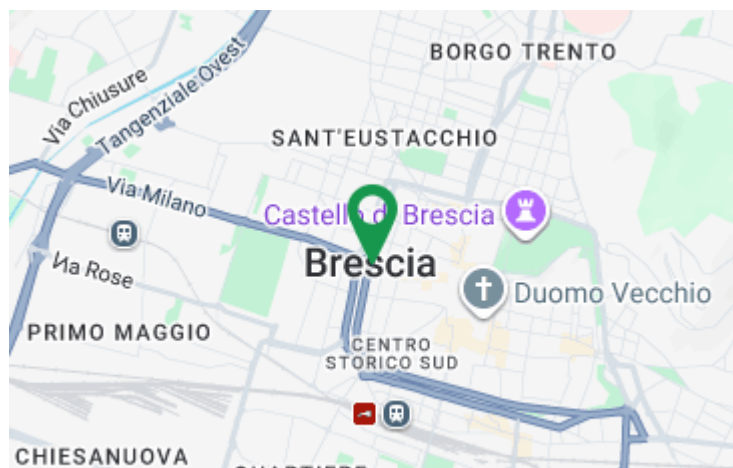 BORGO TRENTO
Via Chiusure
Tangenziale Ovest
SANT'EUSTACCHIO
Via Milano
Castello di Brescia
Brescia
Via Rose
Duomo Vecchio
PRIMO MAGGIO
CENTRO
STORICO SUD
CHIESANUOVA
QUARTIERE